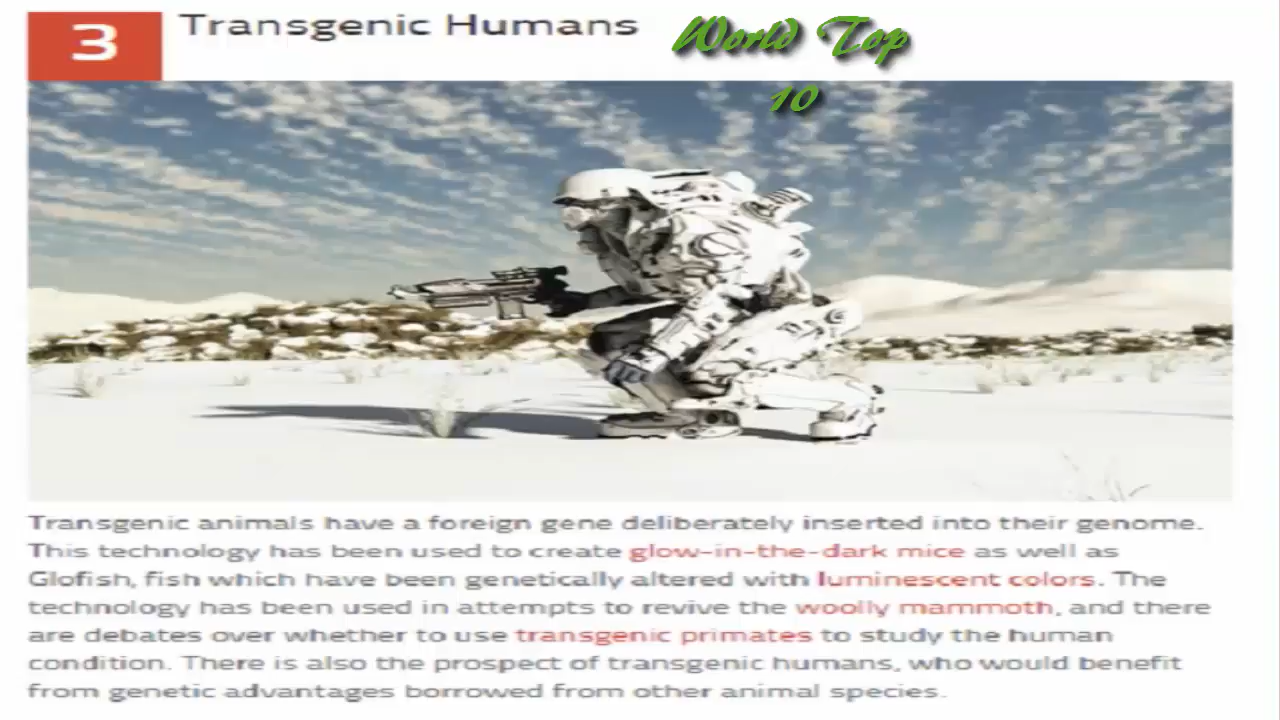 3
Transgenic Humans
World Top
10
Transgenic animals have a foreign gene deliberately inserted into their genome.
This technology has been used to create glow-in-the-dark mice as well as
Glofish, fish which have been genetically altered with luminescent colors. The
technology has been used in attempts to revive the woolly mammoth, and there
are debates over whether to use transgenic primates to study the human
condition. There is also the prospect of transgenic humans, who would benefit
from genetic advantages borrowed from other animal species.